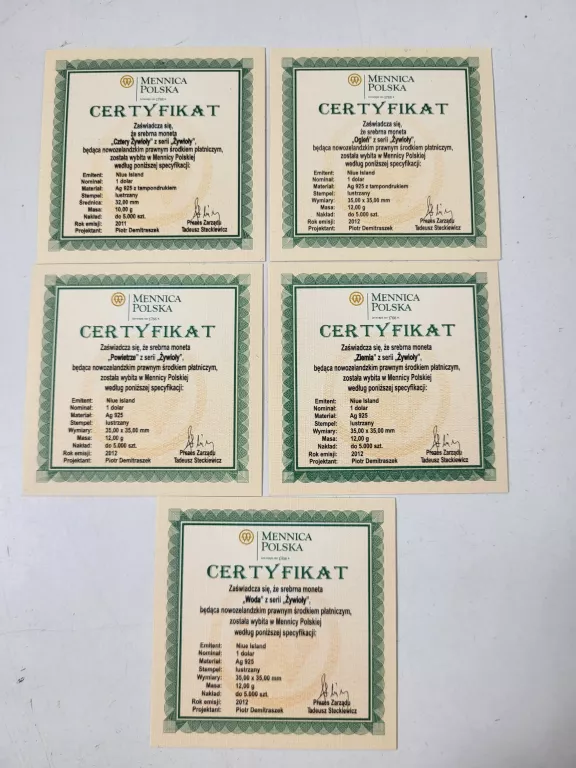 MENNICA
POLSKA
CERTYFIKAT
Zaświadcza się,
że srebrna moneta
„Cztery Żywioły" z serii „Żywioły",
będąca nowozelandzkim prawnym środkiem płatniczym,
została wybita w Mennicy Polskiej
według poniższej specyfikacji:
Emitent: Niue Island
Nominał: 1 dolar
Materiał: Ag 925 z tampondrukiem
Stempel: lustrzany
Średnica: 32,00 mm
Masa: 10,00 g
Nakład: do 5.000 szt.
Rok emisji: 2011
Projektant: Piotr Demitraszek
Prezes Zarządu
Tadeusz Steckiewicz
MENNICA
POLSKA
CERTYFIKAT
Zaświadcza się,
że srebrna moneta
„Ogień" z serii „Żywioły",
będąca nowozelandzkim prawnym środkiem płatniczym,
została wybita w Mennicy Polskiej
według poniższej specyfikacji:
Emitent: Niue Island
Nominał: 1 dolar
Materiał: Ag 925 z tampondrukiem
Stempel: lustrzany
Wymiary: 35,00 x 35,00 mm
Masa: 12,00 g
Nakład: do 5.000 szt.
Rok emisji: 2012
Projektant: Piotr Demitraszek
Prezes Zarządu
Tadeusz Steckiewicz
MENNICA
POLSKA
CERTYFIKAT
Zaświadcza się, że srebrna moneta
„Powietrze" z serii „Żywioły",
będąca nowozelandzkim prawnym środkiem płatniczym,
została wybita w Mennicy Polskiej
według poniższej specyfikacji:
Emitent: Niue Island
Nominał: 1 dolar
Materiał: Ag 925
Stempel: lustrzany
Wymiary: 35,00 x 35,00 mm
Masa: 12,00 g
Nakład: do 5.000 szt.
Rok emisji: 2012
Projektant: Piotr Demitraszek
Prezes Zarządu
Tadeusz Steckiewicz
MENNICA
POLSKA
CERTYFIKAT
Zaświadcza się, że srebrna moneta
„Ziemia" z serii „Żywioły",
będąca nowozelandzkim prawnym środkiem płatniczym,
została wybita w Mennicy Polskiej
według poniższej specyfikacji:
Emitent: Niue Island
Nominał: 1 dolar
Materiał: Ag 925
Stempel: lustrzany
Wymiary: 35,00 x 35,00 mm
Masa: 12,00 g
Nakład: do 5.000 szt.
Rok emisji: 2012
Projektant: Piotr Demitraszek
Prezes Zarządu
Tadeusz Steckiewicz
MENNICA
POLSKA
CERTYFIKAT
Zaświadcza się, że srebrna moneta
„Woda" z serii „Żywioły",
będąca nowozelandzkim prawnym środkiem płatniczym,
została wybita w Mennicy Polskiej
według poniższej specyfikacji:
Emitent: Niue Island
Nominał: 1 dolar
Materiał: Ag 925
Stempel: lustrzany
Wymiary: 35,00 x 35,00 mm
Masa: 12,00 g
Nakład: do 5.000 szt.
Rok emisji: 2012
Projektant: Piotr Demitraszek
Prezes Zarządu
Tadeusz Steckiewicz